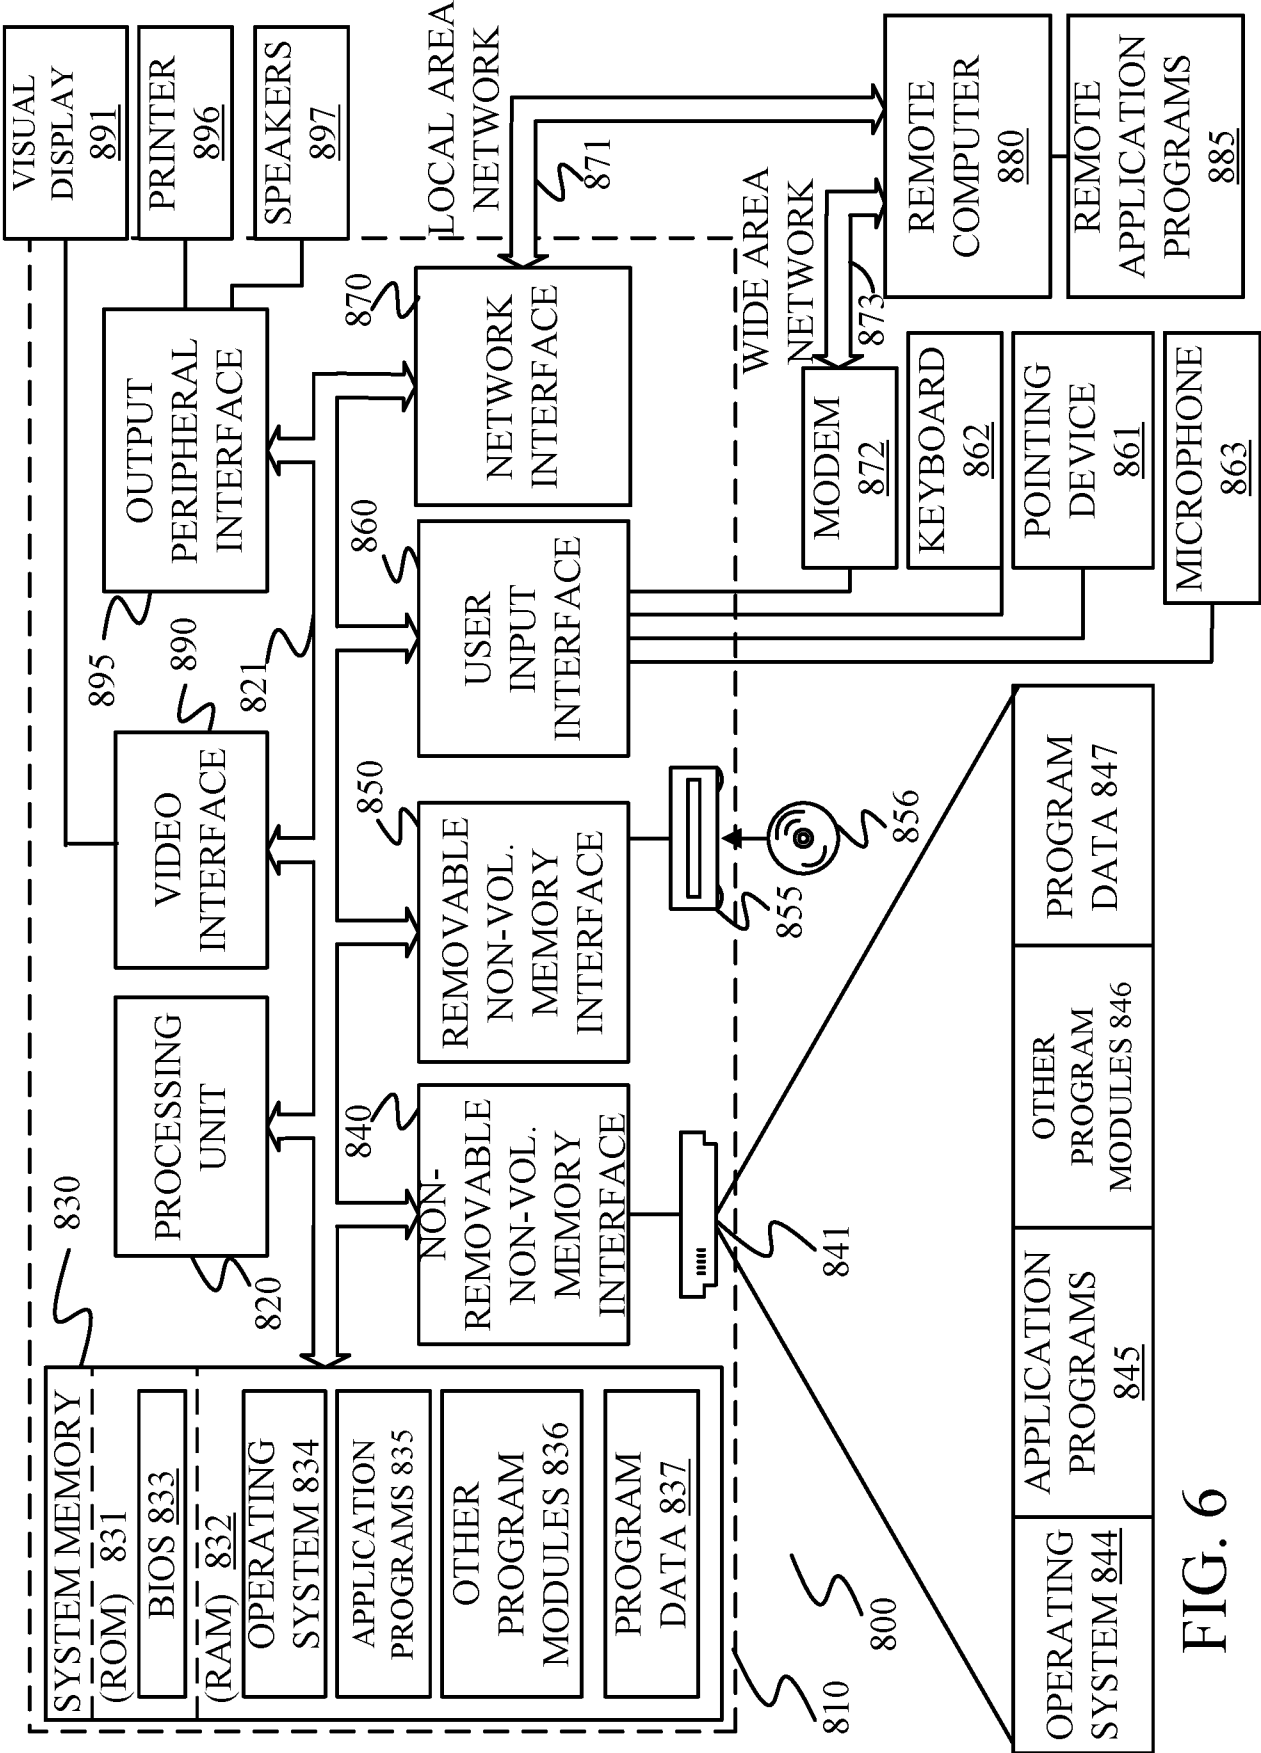 SYSTEM MEMORY
(ROM) 831
BIOS 833
(RAM) 832
OPERATING
SYSTEM 834
APPLICATION
PROGRAMS 835
OTHER
PROGRAM
MODULES 836
PROGRAM
DATA 837
830
PROCESSING
UNIT
820
VIDEO
INTERFACE
890
821
OUTPUT
PERIPHERAL
INTERFACE
895
VISUAL
DISPLAY
891
PRINTER
896
SPEAKERS
897
NON-
REMOVABLE
NON-VOL.
MEMORY
INTERFACE
840
REMOVABLE
NON-VOL.
MEMORY
INTERFACE
850
USER
INPUT
INTERFACE
860
NETWORK
INTERFACE
870
LOCAL AREA
NETWORK
871
WIDE AREA
NETWORK
873
841
855
856
MODEM
872
KEYBOARD
862
POINTING
DEVICE
861
MICROPHONE
863
REMOTE
COMPUTER
880
REMOTE
APPLICATION
PROGRAMS
885
810
800
OPERATING
SYSTEM 844
APPLICATION
PROGRAMS
845
OTHER
PROGRAM
MODULES 846
PROGRAM
DATA 847
FIG. 6